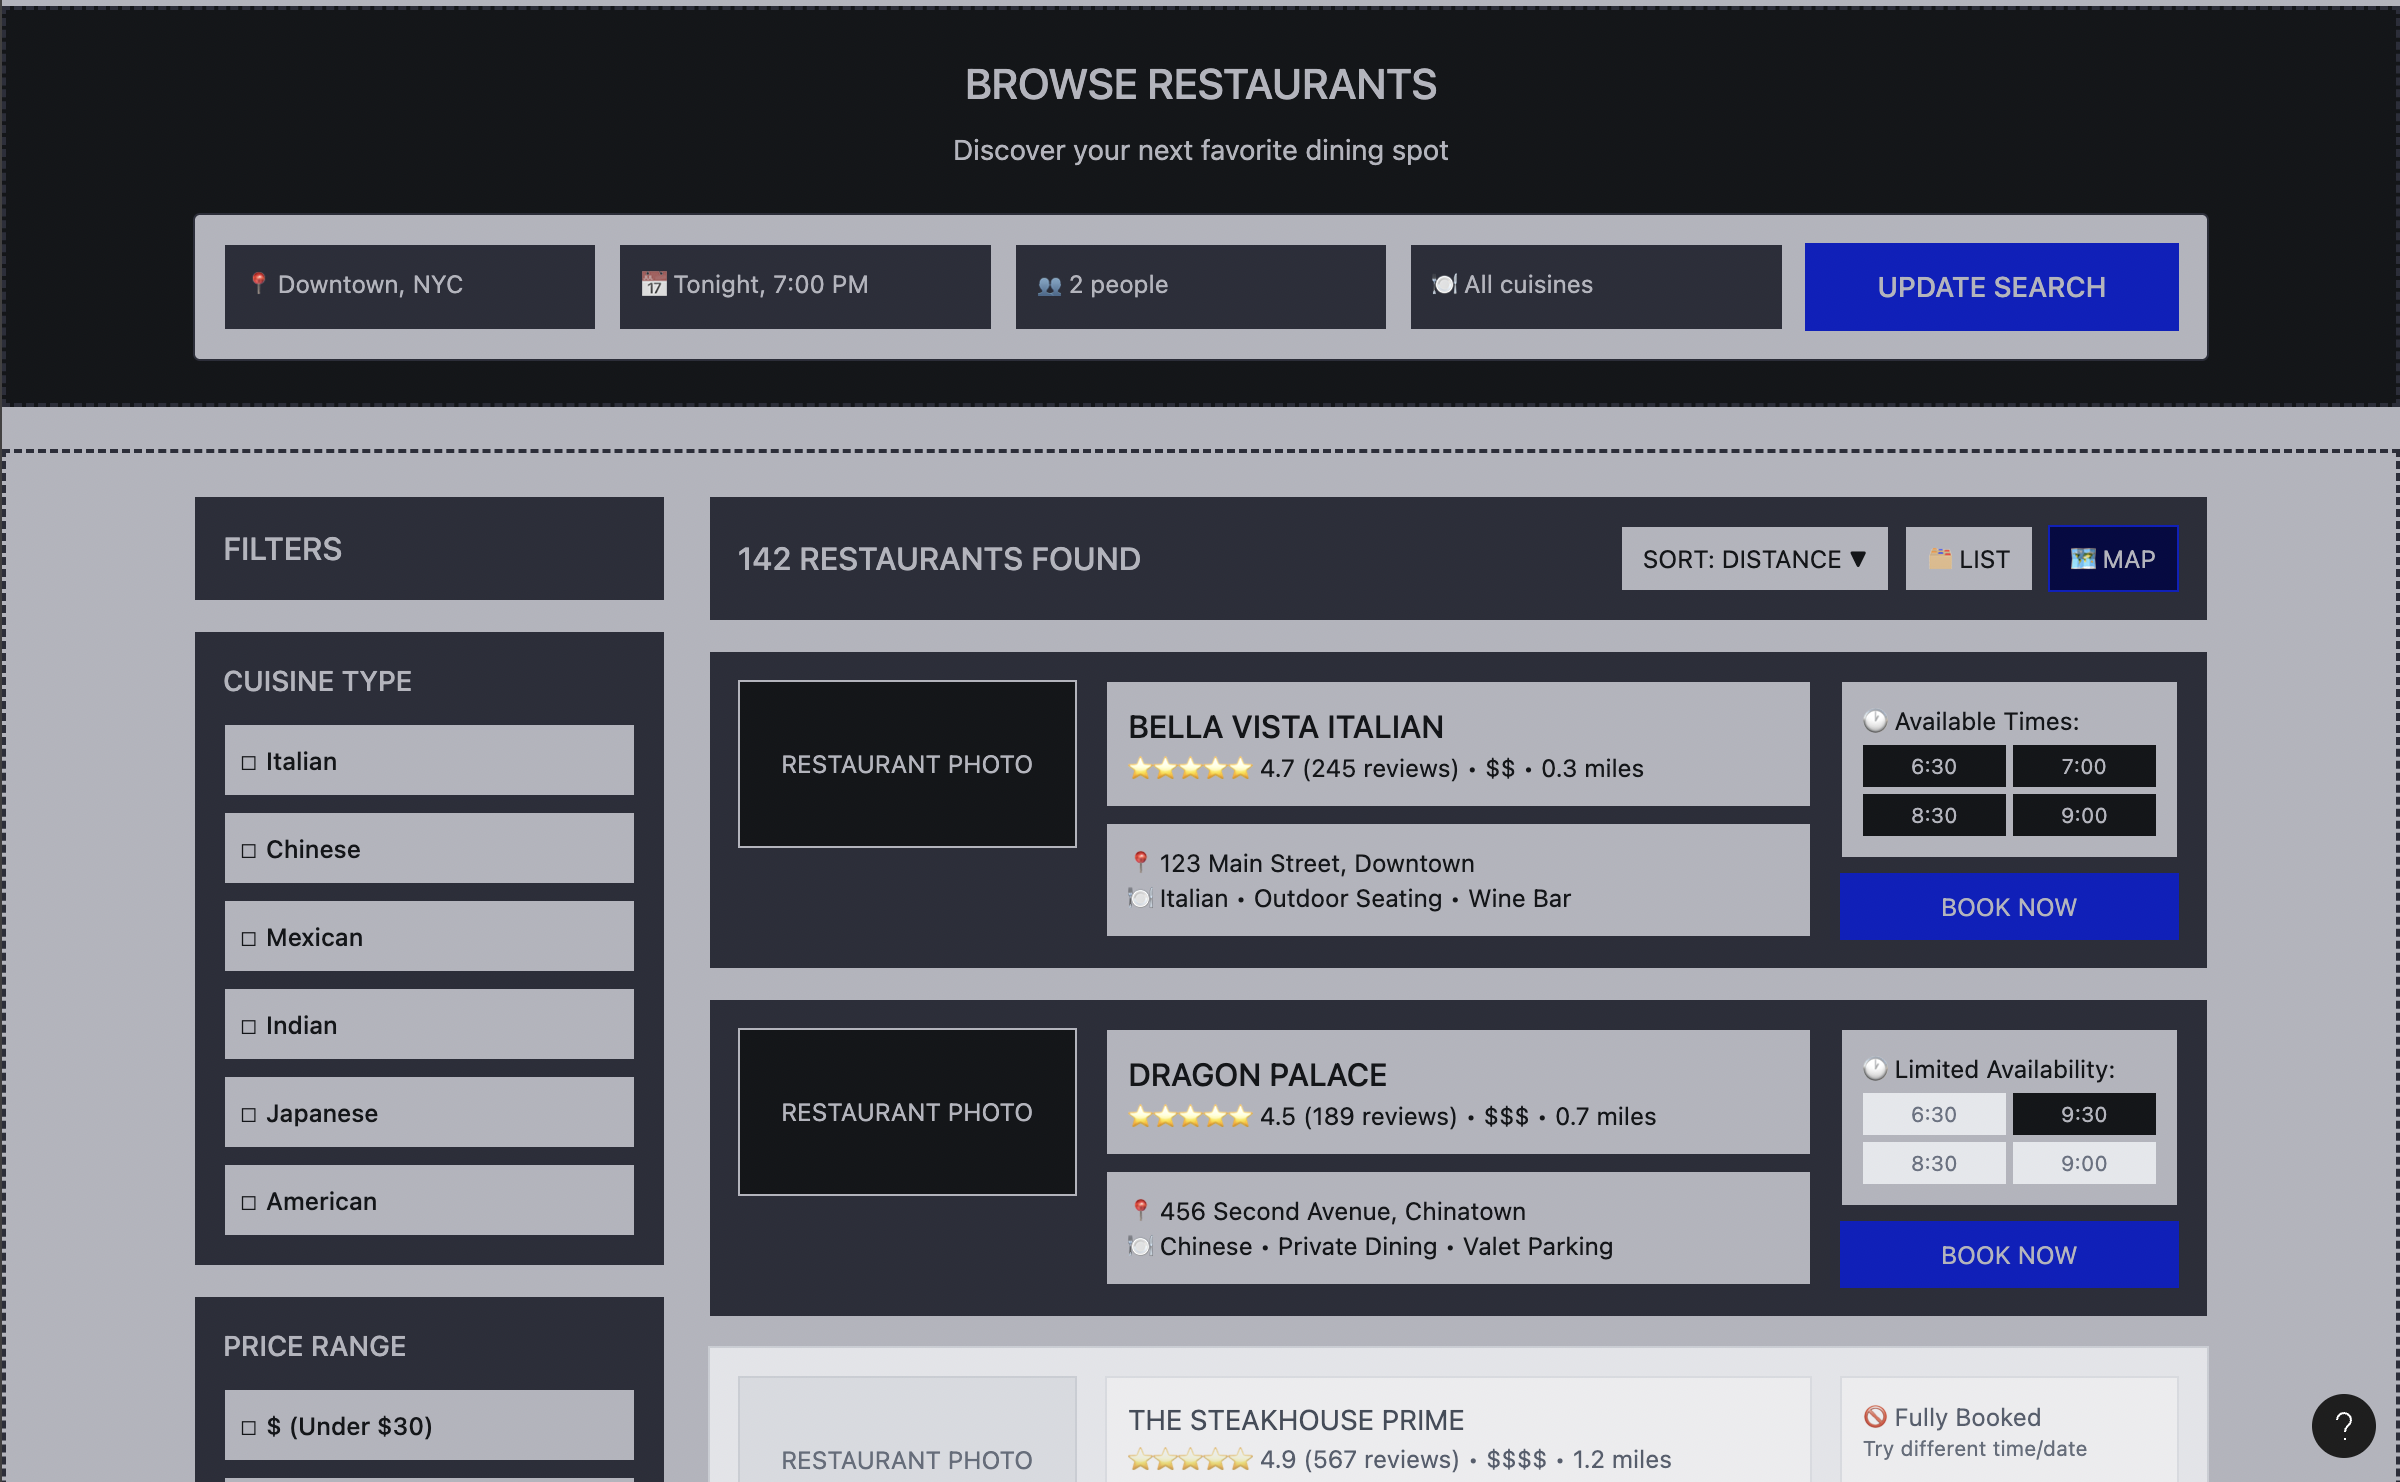 BROWSE RESTAURANTS
Discover your next favorite dining spot
📍 Downtown, NYC
📅 Tonight, 7:00 PM
👥 2 people
🍽️ All cuisines
UPDATE SEARCH
FILTERS
CUISINE TYPE
☐ Italian
☐ Chinese
☐ Mexican
☐ Indian
☐ Japanese
☐ American
PRICE RANGE
☐ $ (Under $30)
142 RESTAURANTS FOUND
SORT: DISTANCE ▼
🗂️ LIST
🗺️ MAP
RESTAURANT PHOTO
BELLA VISTA ITALIAN
⭐⭐⭐⭐⭐ 4.7 (245 reviews) • $$ • 0.3 miles
📍 123 Main Street, Downtown
🍽️ Italian • Outdoor Seating • Wine Bar
🕐 Available Times:
6:30
7:00
8:30
9:00
BOOK NOW
RESTAURANT PHOTO
DRAGON PALACE
⭐⭐⭐⭐⭐ 4.5 (189 reviews) • $$$ • 0.7 miles
📍 456 Second Avenue, Chinatown
🍽️ Chinese • Private Dining • Valet Parking
🕐 Limited Availability:
6:30
9:30
8:30
9:00
BOOK NOW
RESTAURANT PHOTO
THE STEAKHOUSE PRIME
⭐⭐⭐⭐⭐ 4.9 (567 reviews) • $$$$ • 1.2 miles
🚫 Fully Booked
Try different time/date
?